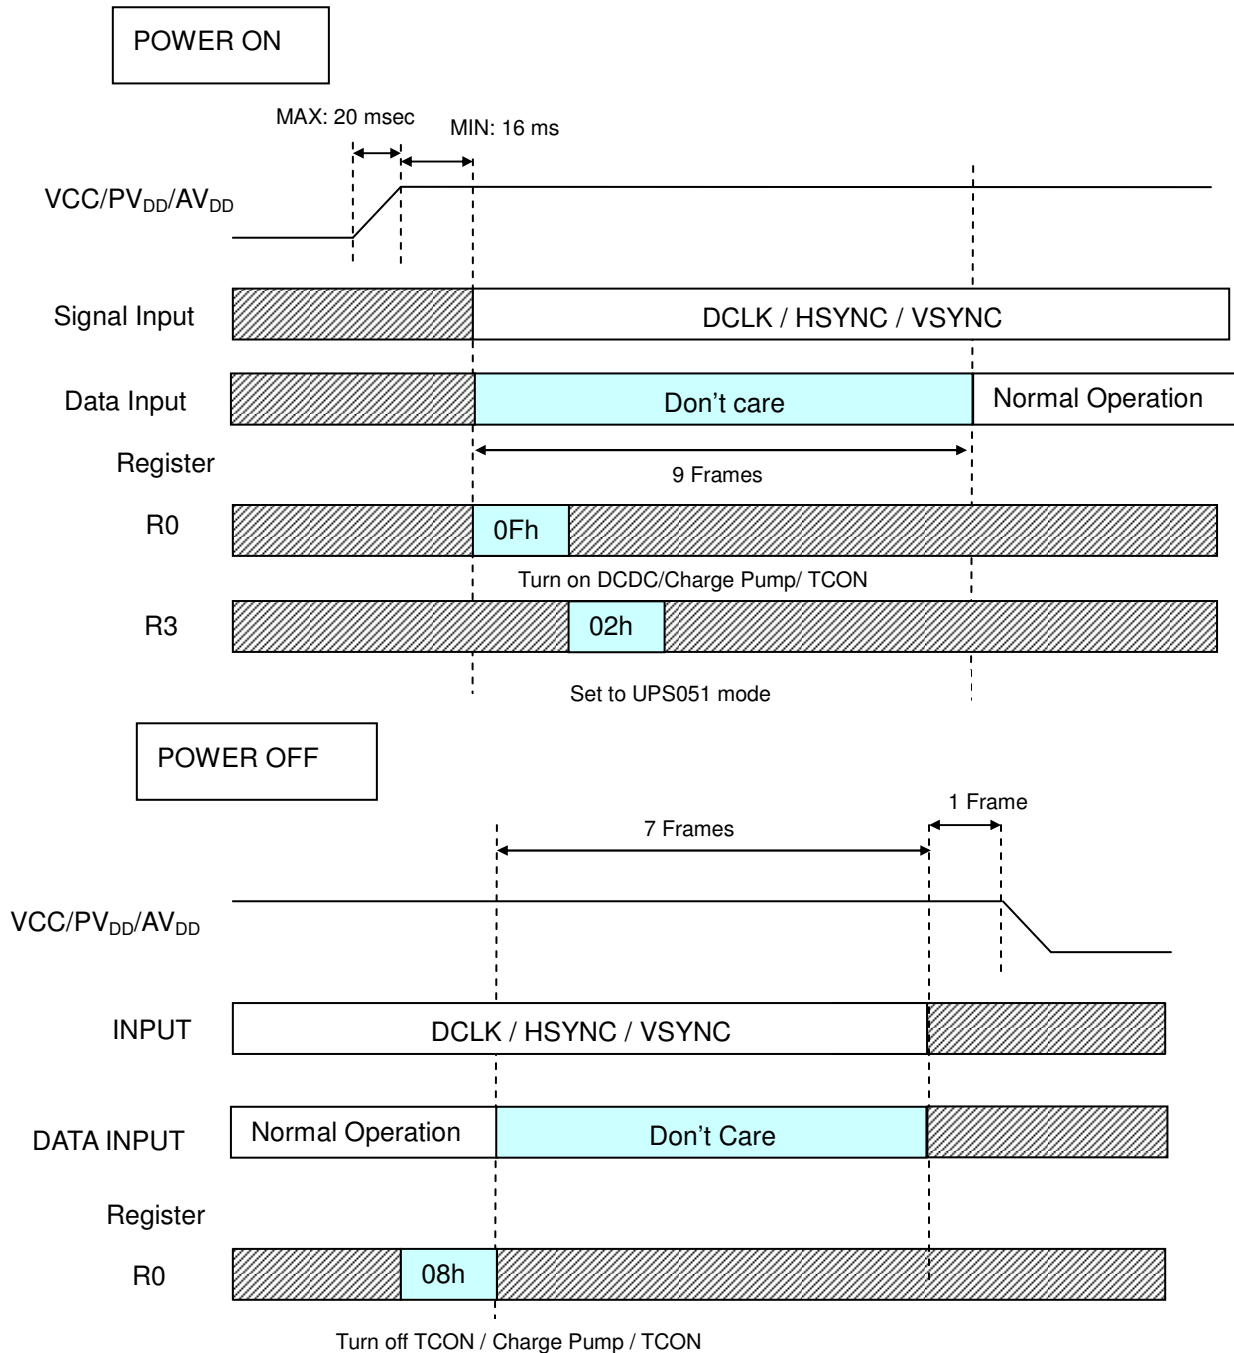 POWER ON
MAX: 20 msec
MIN: 16 ms
VCC/PVDD/AVDD
Signal Input
DCLK / HSYNC / VSYNC
Data Input
Don't care
Normal Operation
Register
9 Frames
R0
0Fh
Turn on DCDC/Charge Pump/ TCON
R3
02h
Set to UPS051 mode
POWER OFF
1 Frame
7 Frames
VCC/PVDD/AVDD
INPUT
DCLK / HSYNC / VSYNC
DATA INPUT
Normal Operation
Don't Care
Register
R0
08h
Turn off TCON / Charge Pump / TCON